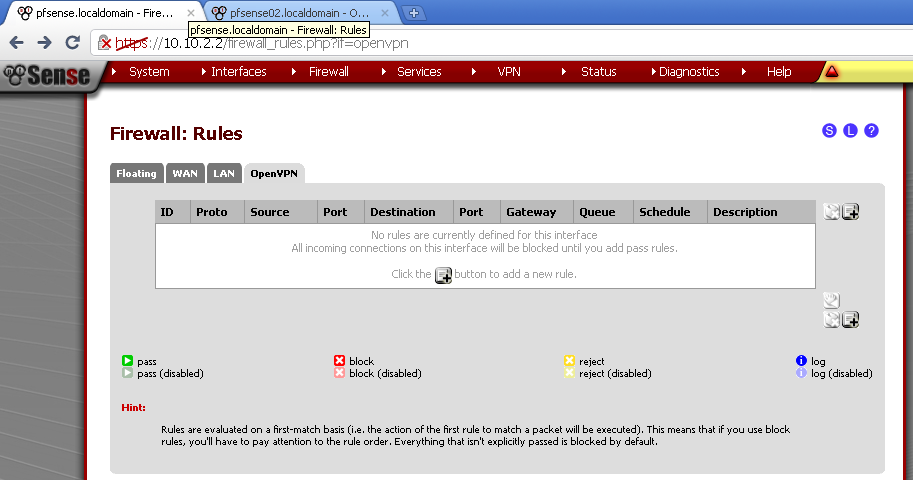 pfsense.localdomain - Fire...
pfsense02.localdomain - O...
pfsense.localdomain - Firewall: Rules
https://10.10.2.2/firewall_rules.php?if=openvpn
Sense
System Interfaces Firewall Services VPN Status Diagnostics Help
Firewall: Rules
S L ?
Floating WAN LAN OpenVPN
ID Proto Source Port Destination Port Gateway Queue Schedule Description
No rules are currently defined for this interface
All incoming connections on this interface will be blocked until you add pass rules.
Click the button to add a new rule.
pass block reject log
pass (disabled) block (disabled) reject (disabled) log (disabled)
Hint:
Rules are evaluated on a first-match basis (i.e. the action of the first rule to match a packet will be executed). This means that if you use block
rules, you'll have to pay attention to the rule order. Everything that isn't explicitly passed is blocked by default.